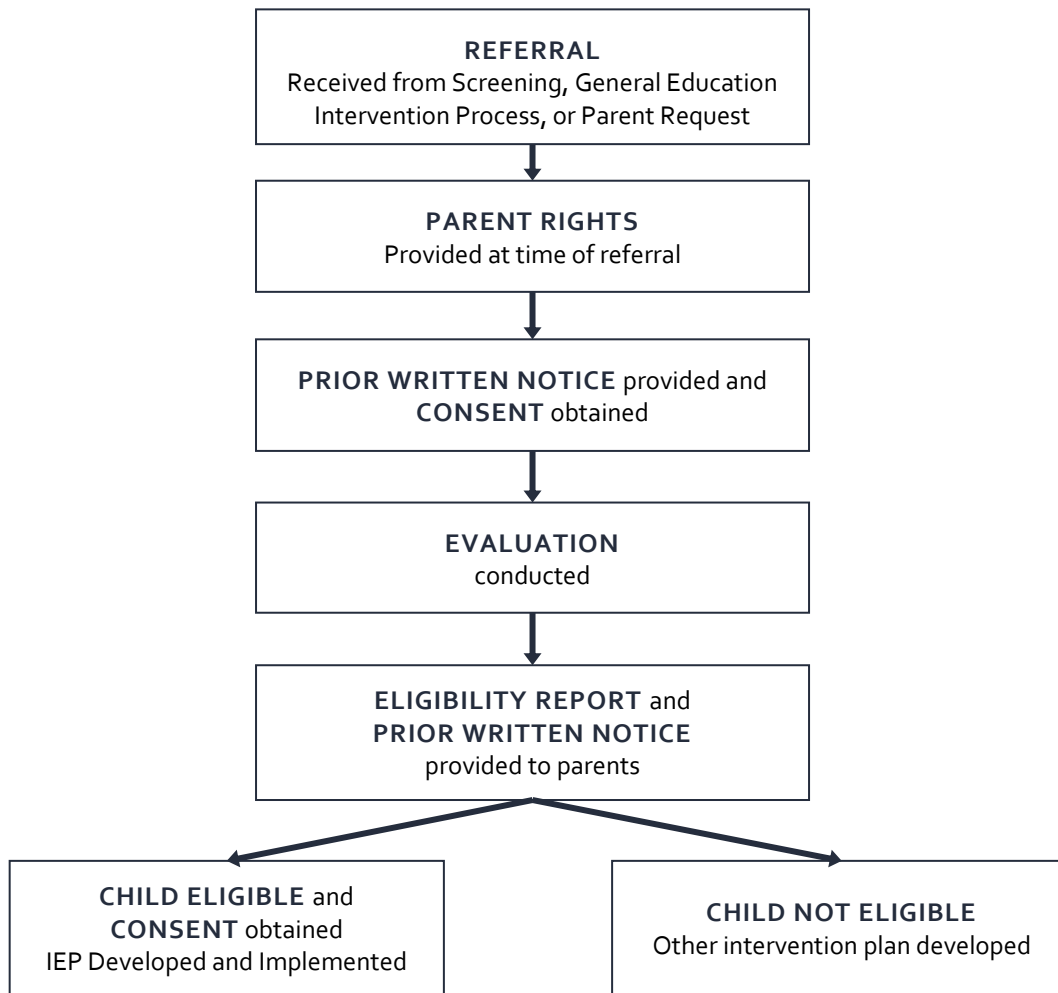 REFERRAL
Received from Screening, General Education
Intervention Process, or Parent Request
PARENT RIGHTS
Provided at time of referral
PRIOR WRITTEN NOTICE provided and
CONSENT obtained
EVALUATION
conducted
ELIGIBILITY REPORT and
PRIOR WRITTEN NOTICE
provided to parents
CHILD ELIGIBLE and
CONSENT obtained
IEP Developed and Implemented
CHILD NOT ELIGIBLE
Other intervention plan developed